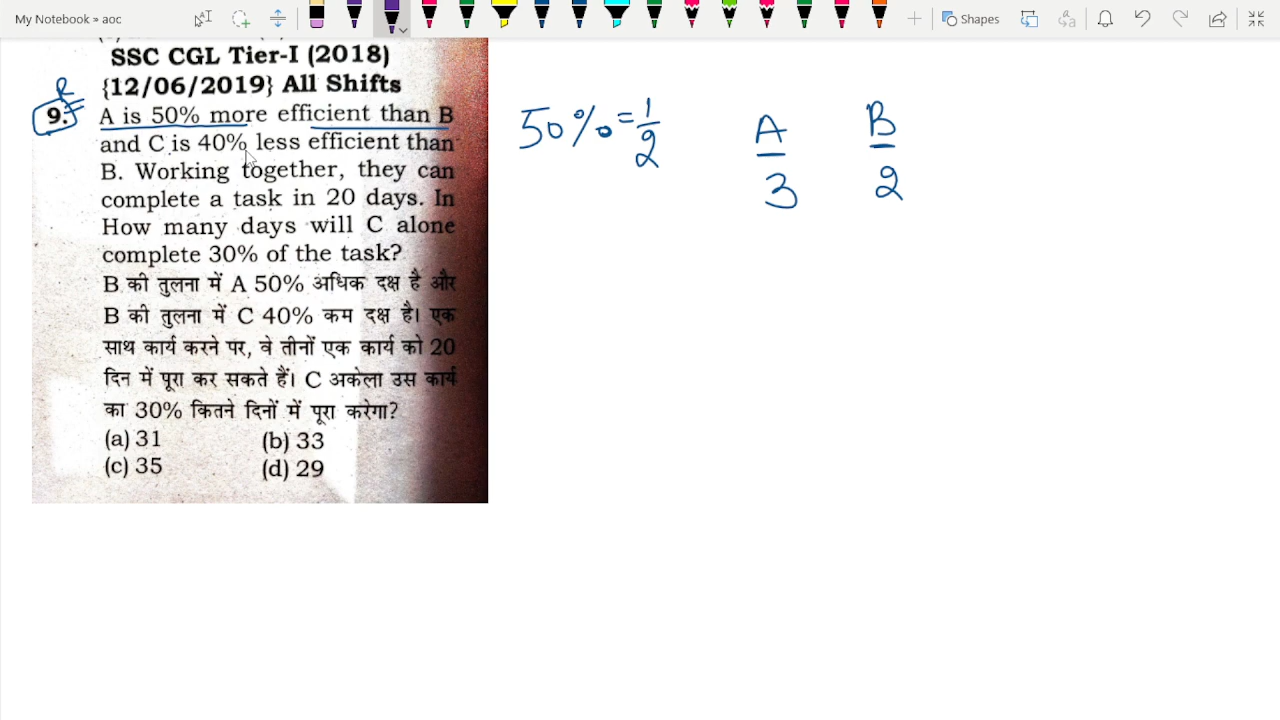 My Notebook » aoc
Shapes
SSC CGL Tier-I (2018)
{12/06/2019} All Shifts
R
9. A is 50% more efficient than B
and C is 40% less efficient than
B. Working together, they can
complete a task in 20 days. In
How many days will C alone
complete 30% of the task?
B की तुलना में A 50% अधिक दक्ष है और
B की तुलना में C 40% कम दक्ष है। एक
साथ कार्य करने पर, वे तीनों एक कार्य को 20
दिन में पूरा कर सकते हैं। C अकेला उस कार्य
का 30% कितने दिनों में पूरा करेगा?
(a) 31 (b) 33
(c) 35 (d) 29
50% = 1/2
A B
3 2